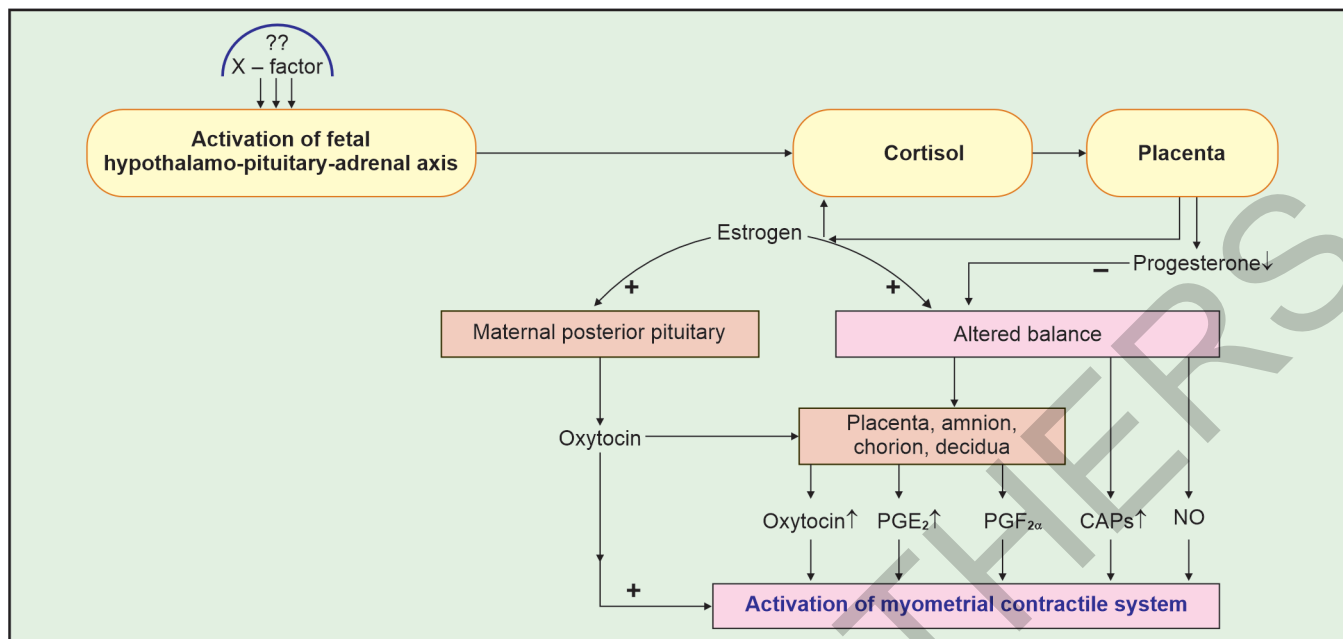 ??
X – factor
Activation of fetal
hypothalamo-pituitary-adrenal axis
Cortisol
Placenta
Estrogen
Progesterone↓
–
+
+
Maternal posterior pituitary
Altered balance
Placenta, amnion,
chorion, decidua
Oxytocin
Oxytocin↑
PGE₂↑
PGF₂α
CAPs↑
NO
+
Activation of myometrial contractile system
THERS